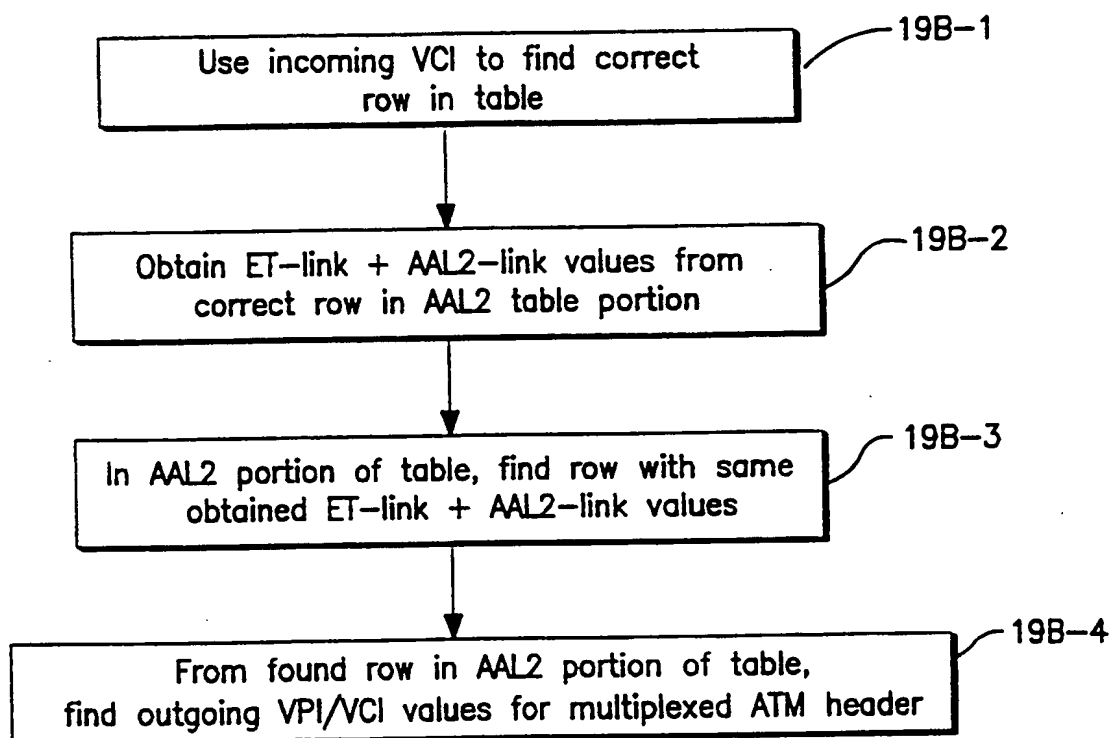 19B-1
Use incoming VCI to find correct
row in table
19B-2
Obtain ET-link + AAL2-link values from
correct row in AAL2 table portion
19B-3
In AAL2 portion of table, find row with same
obtained ET-link + AAL2-link values
19B-4
From found row in AAL2 portion of table,
find outgoing VPI/VCI values for multiplexed ATM header